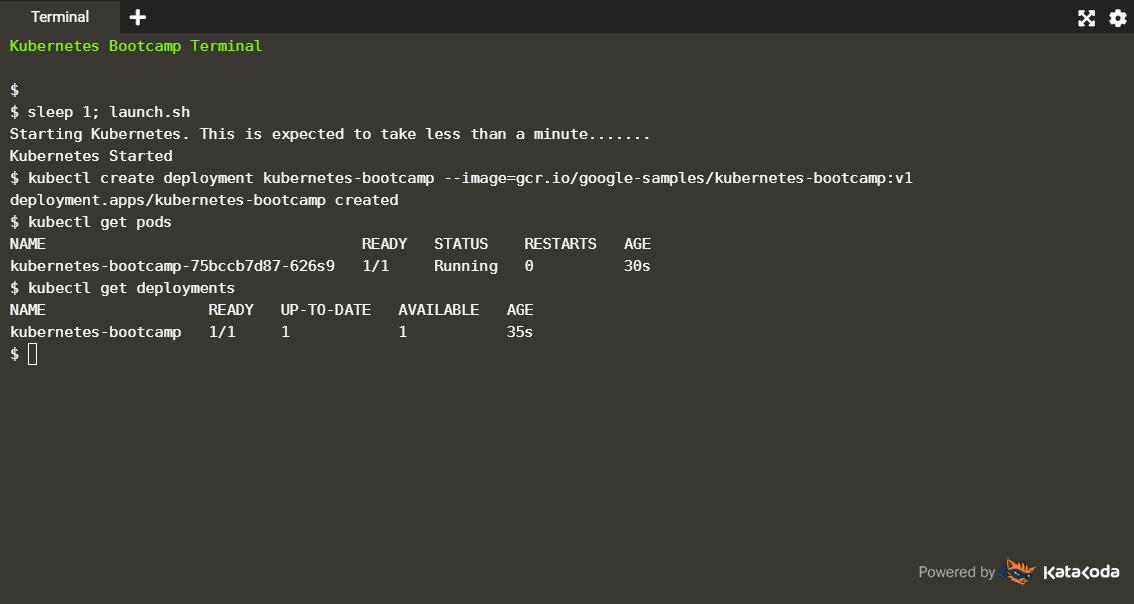 Terminal
Kubernetes Bootcamp Terminal
$
$ sleep 1; launch.sh
Starting Kubernetes. This is expected to take less than a minute.......
Kubernetes Started
$ kubectl create deployment kubernetes-bootcamp --image=gcr.io/google-samples/kubernetes-bootcamp:v1
deployment.apps/kubernetes-bootcamp created
$ kubectl get pods
NAME                                   READY   STATUS    RESTARTS   AGE
kubernetes-bootcamp-75bccb7d87-626s9   1/1     Running   0          30s
$ kubectl get deployments
NAME                  READY   UP-TO-DATE   AVAILABLE   AGE
kubernetes-bootcamp   1/1     1            1           35s
$
Powered by KataKoda